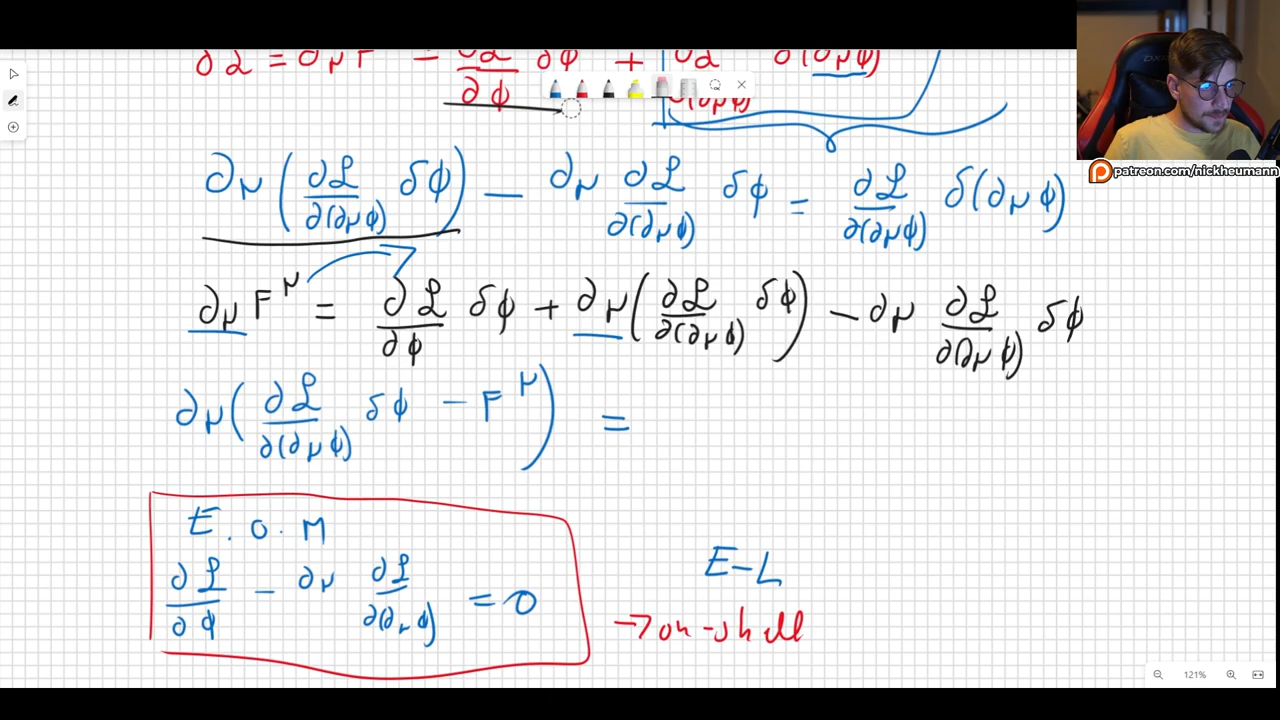 δℒ = ∂μF = ∂ℒ/∂ϕ δϕ + ∂ℒ/∂(∂μϕ) δ(∂μϕ)
patreon.com/nickheumann
∂μ(∂ℒ/∂(∂μϕ) δϕ) − ∂μ ∂ℒ/∂(∂μϕ) δϕ = ∂ℒ/∂(∂μϕ) δ(∂μϕ)
∂μF^μ = ∂ℒ/∂ϕ δϕ + ∂μ(∂ℒ/∂(∂μϕ) δϕ) − ∂μ ∂ℒ/∂(∂μϕ) δϕ
∂μ(∂ℒ/∂(∂μϕ) δϕ − F^μ) =
E.O.M
∂ℒ/∂ϕ − ∂μ ∂ℒ/∂(∂μϕ) = 0
E-L
→ on-shell
121%